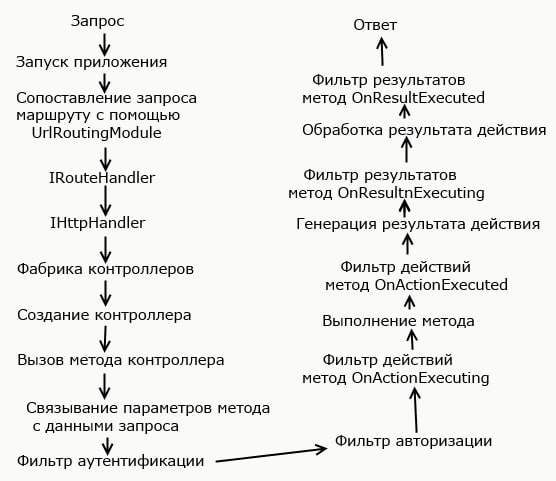 Запрос
Запуск приложения
Сопоставление запроса
маршруту с помощью
UrlRoutingModule
IRouteHandler
IHttpHandler
Фабрика контроллеров
Создание контроллера
Вызов метода контроллера
Связывание параметров метода
с данными запроса
Фильтр аутентификации
Фильтр авторизации
Фильтр действий
метод OnActionExecuting
Выполнение метода
Фильтр действий
метод OnActionExecuted
Генерация результата действия
Фильтр результатов
метод OnResultnExecuting
Обработка результата действия
Фильтр результатов
метод OnResultExecuted
Ответ